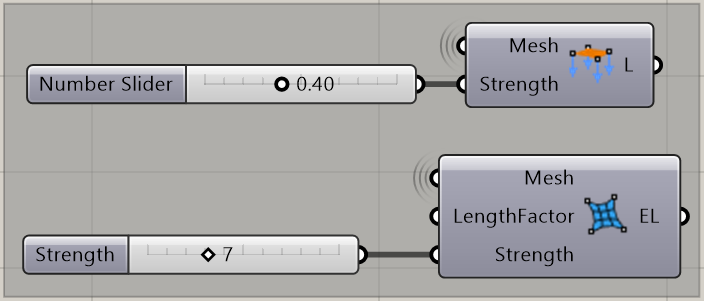 Mesh
Number Slider 0.40 Strength L
Mesh
LengthFactor EL
Strength 7 Strength